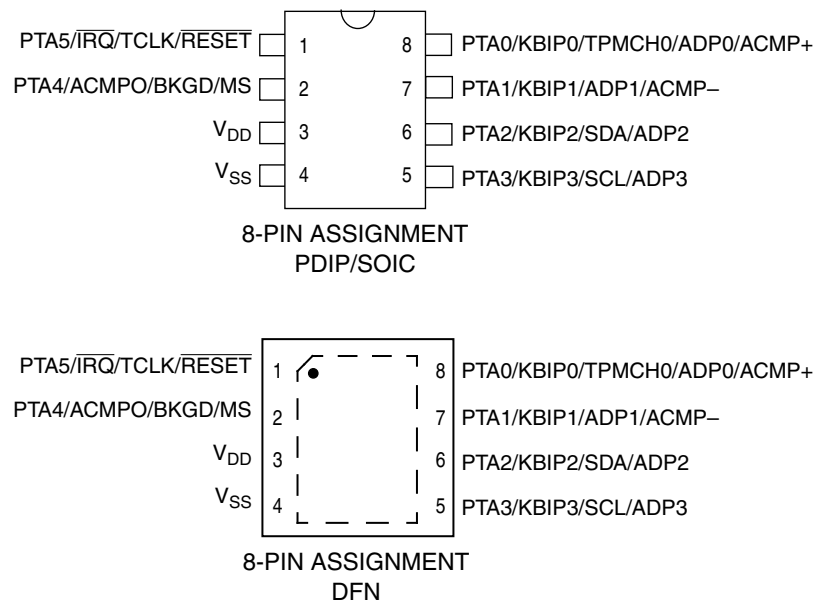 PTA5/IRQ/TCLK/RESET 1 8 PTA0/KBIP0/TPMCH0/ADP0/ACMP+
PTA4/ACMPO/BKGD/MS 2 7 PTA1/KBIP1/ADP1/ACMP–
VDD 3 6 PTA2/KBIP2/SDA/ADP2
VSS 4 5 PTA3/KBIP3/SCL/ADP3
8-PIN ASSIGNMENT
PDIP/SOIC
PTA5/IRQ/TCLK/RESET 1 8 PTA0/KBIP0/TPMCH0/ADP0/ACMP+
PTA4/ACMPO/BKGD/MS 2 7 PTA1/KBIP1/ADP1/ACMP–
VDD 3 6 PTA2/KBIP2/SDA/ADP2
VSS 4 5 PTA3/KBIP3/SCL/ADP3
8-PIN ASSIGNMENT
DFN